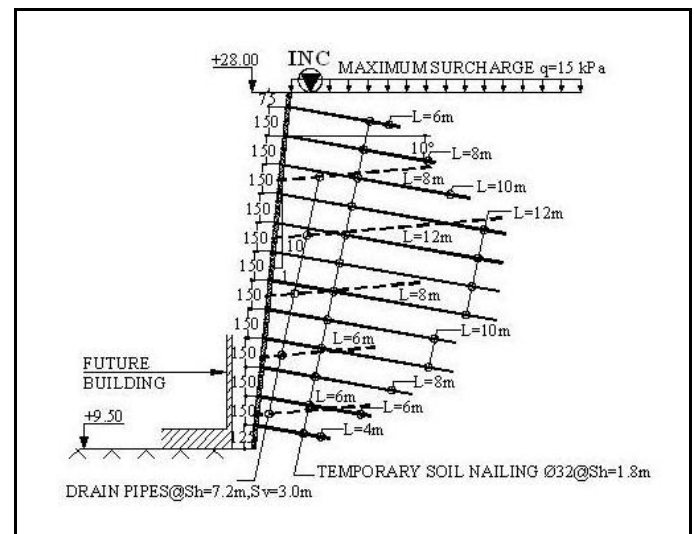 +28.00
INC
MAXIMUM SURCHARGE q=15 kPa
75
L=6m
150
10°
L=8m
150
L=8m
150
L=10m
150
L=12m
150
L=12m
10
150
1
150
L=8m
150
L=10m
150
L=6m
FUTURE
BUILDING
150
L=8m
150
L=6m
L=6m
+9.50
150
L=4m
125
TEMPORARY SOIL NAILING Ø32@Sh=1.8m
DRAIN PIPES@Sh=7.2m,Sv=3.0m